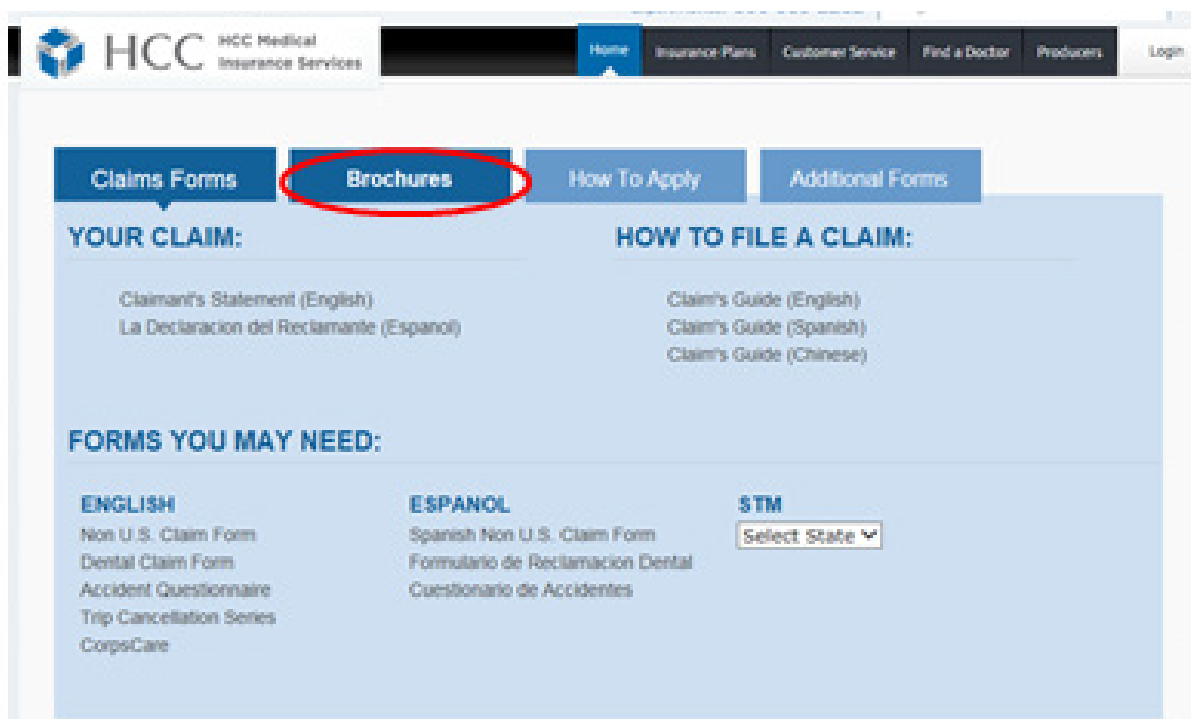 HCC HCC Medical
Insurance Services
Home Insurance Plans Customer Service Find a Doctor Producers Login
Claims Forms Brochures How To Apply Additional Forms
YOUR CLAIM:
Claimant's Statement (English)
La Declaracion del Reclamante (Espanol)
HOW TO FILE A CLAIM:
Claim's Guide (English)
Claim's Guide (Spanish)
Claim's Guide (Chinese)
FORMS YOU MAY NEED:
ENGLISH
Non U.S. Claim Form
Dental Claim Form
Accident Questionnaire
Trip Cancellation Series
CorpsCare
ESPANOL
Spanish Non U.S. Claim Form
Formulario de Reclamacion Dental
Cuestionario de Accidentes
STM
Select State